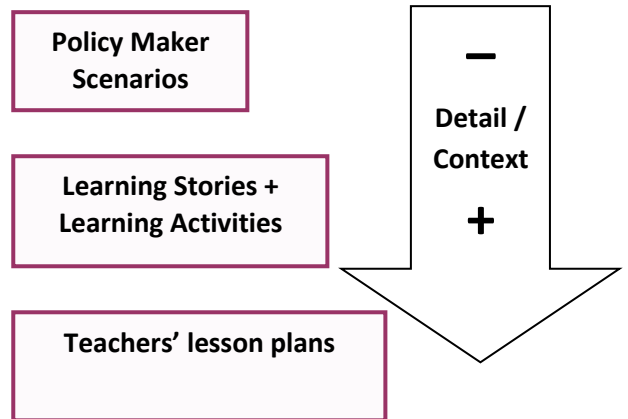 Policy Maker
Scenarios
Learning Stories +
Learning Activities
Teachers’ lesson plans
–
Detail /
Context
+